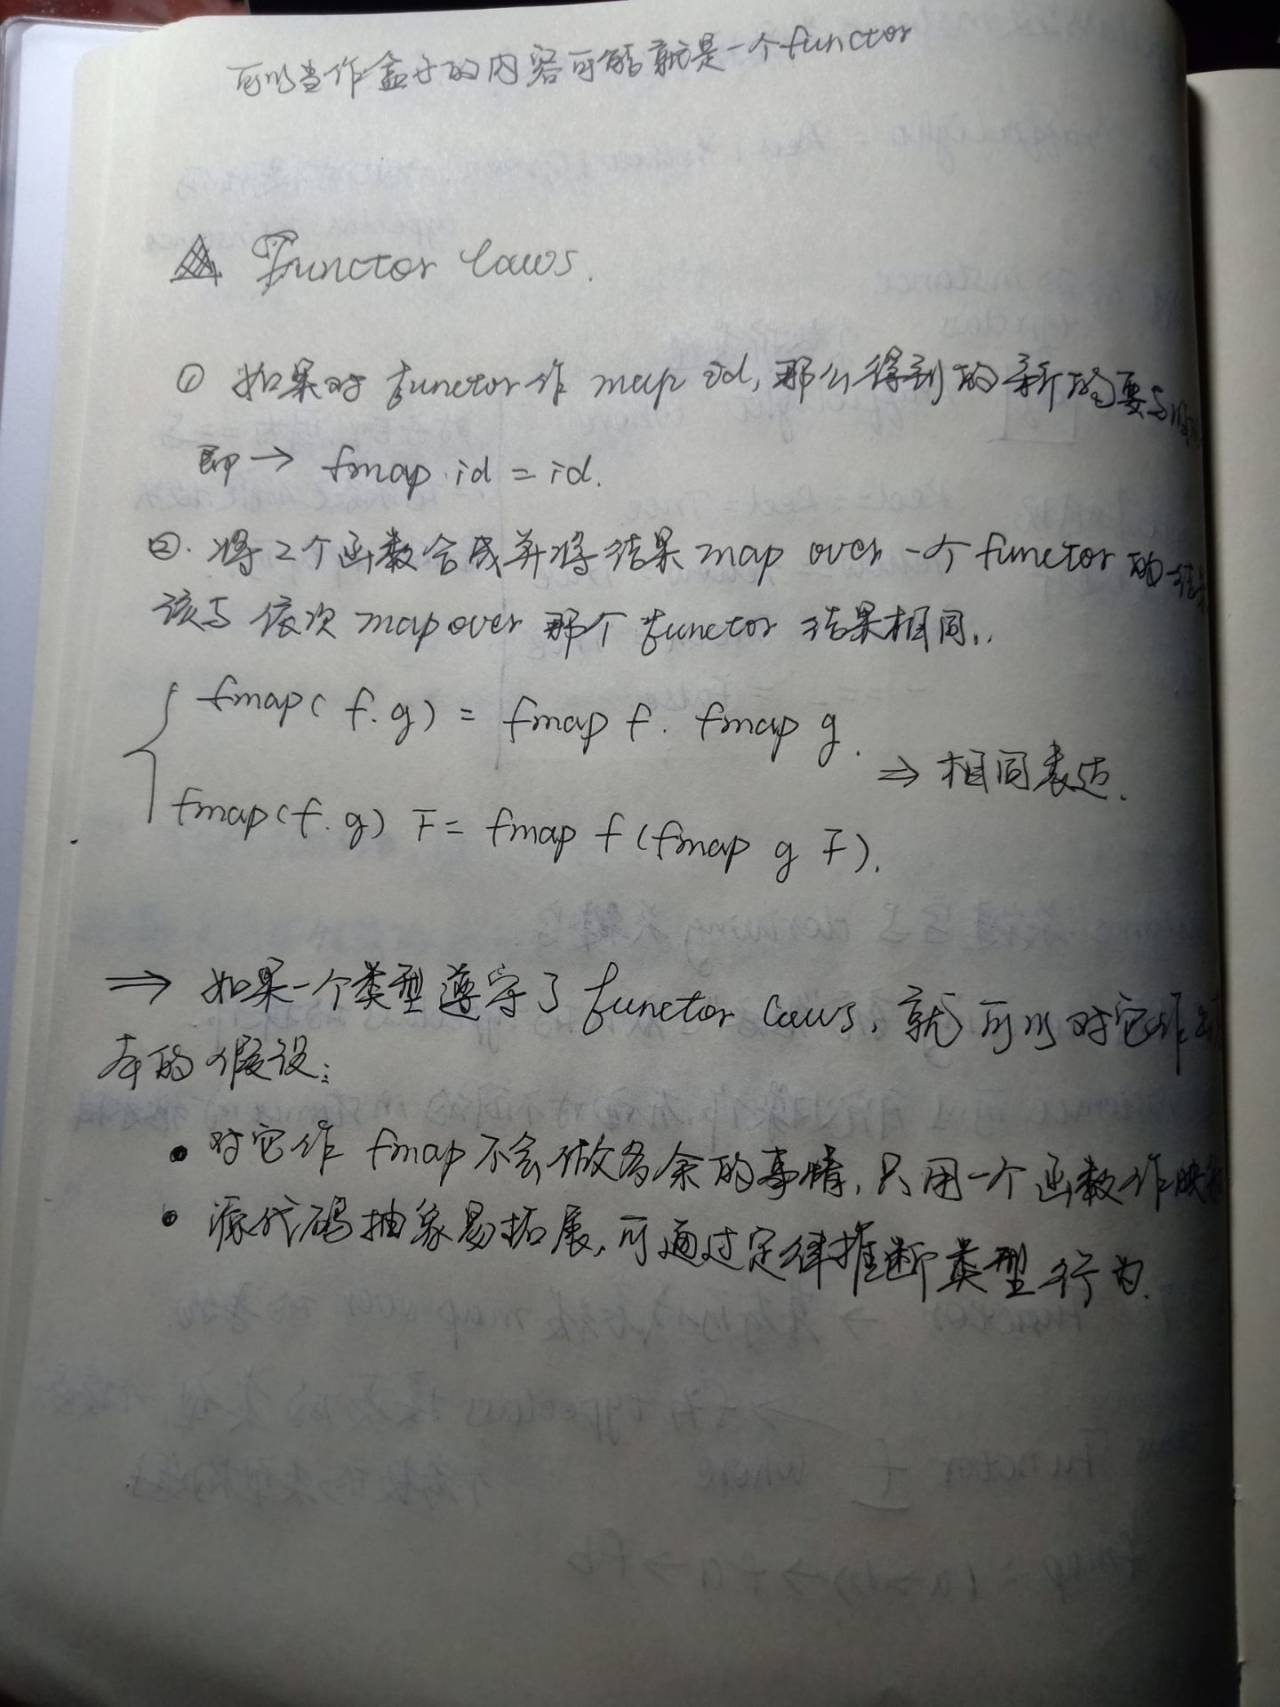 可以当作盒子的内容可能就是一个functor
Functor laws.
① 如果对 functor 作 map id, 那么得到的新的要与
即 → fmap id = id.
②. 将2个函数合成并将结果 map over 一个 functor 的结
该与依次 map over 那个 functor 结果相同..
fmap( f. g) = fmap f. fmap g.
⇒ 相同表达.
fmap(f. g) F = fmap f (fmap g F).
⇒ 如果一个类型遵守了 functor laws, 就可以对它作
本的假设:
• 对它作 fmap 不会做多余的事情, 只用一个函数作映
• 源代码抽象易拓展, 可通过定律推断类型行为.